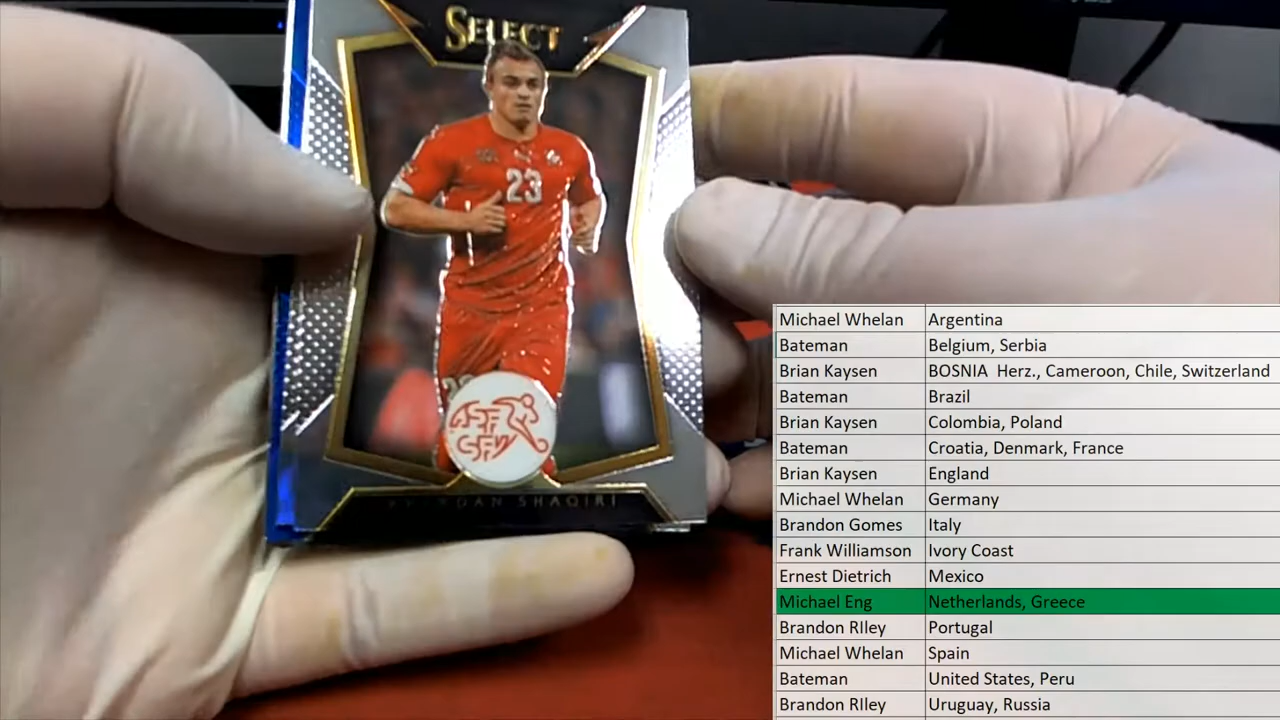 SELECT
23
ASF
SFV
SHAQIRI
Michael Whelan Argentina
Bateman Belgium, Serbia
Brian Kaysen BOSNIA Herz., Cameroon, Chile, Switzerland
Bateman Brazil
Brian Kaysen Colombia, Poland
Bateman Croatia, Denmark, France
Brian Kaysen England
Michael Whelan Germany
Brandon Gomes Italy
Frank Williamson Ivory Coast
Ernest Dietrich Mexico
Michael Eng Netherlands, Greece
Brandon RIley Portugal
Michael Whelan Spain
Bateman United States, Peru
Brandon RIley Uruguay, Russia